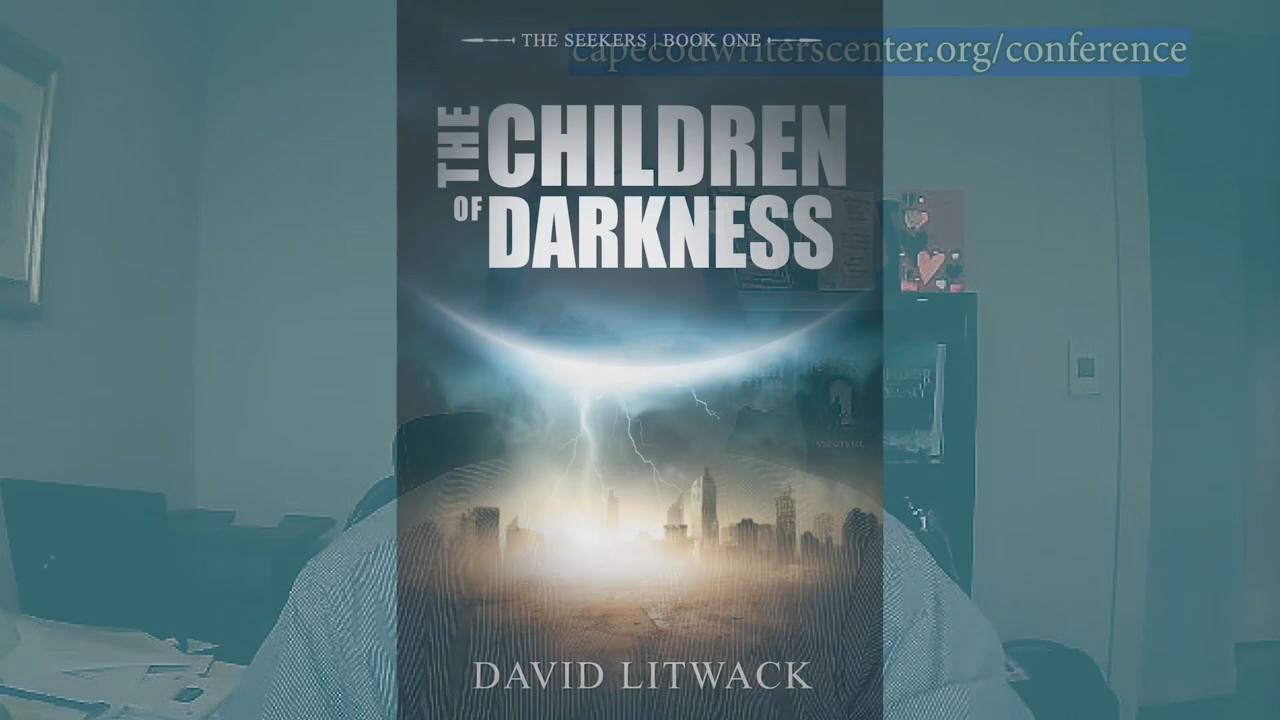 THE SEEKERS | BOOK ONE
capecodwriterscenter.org/conference
THE CHILDREN
OF DARKNESS
DAVID LITWACK